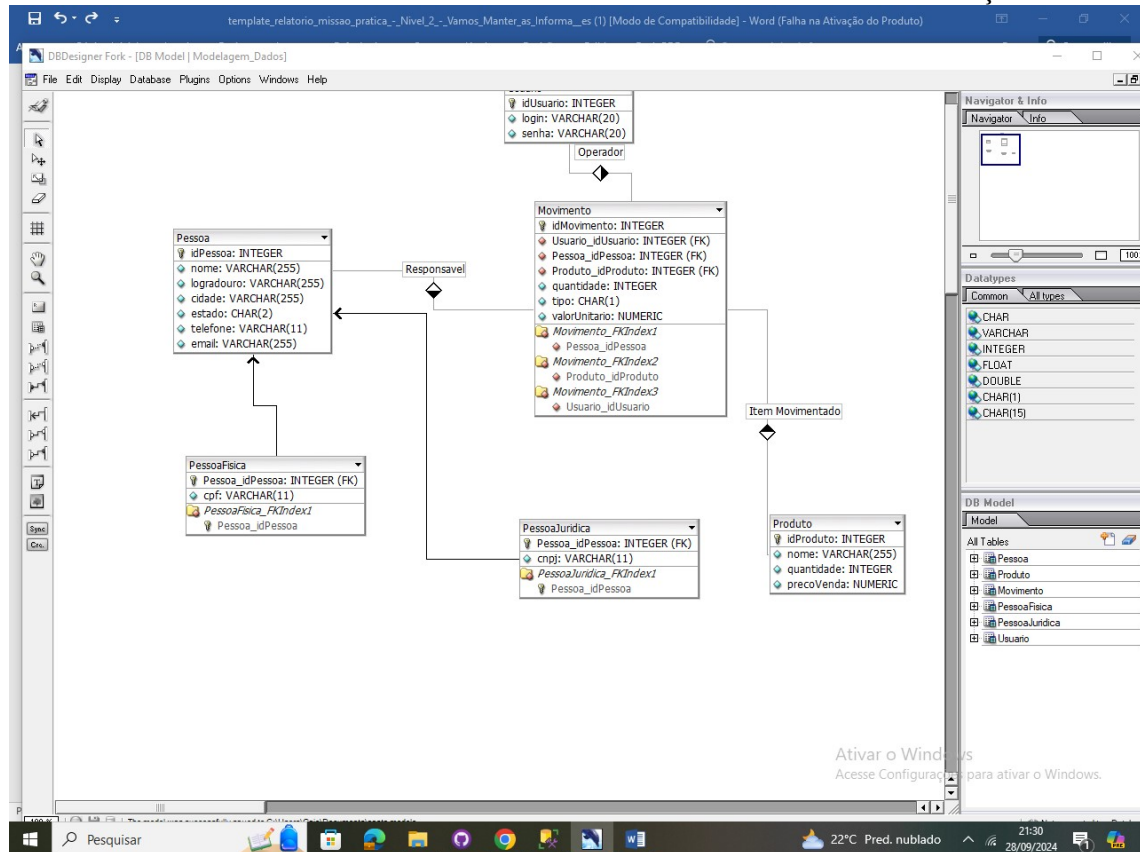 template_relatorio_missao_pratica_-_Nivel_2_-_Vamos_Manter_as_Informa__es (1) [Modo de Compatibilidade] - Word (Falha na Ativação do Produto)
DBDesigner Fork - [DB Model | Modelagem_Dados]
File Edit Display Database Plugins Options Windows Help
idUsuario: INTEGER
login: VARCHAR(20)
senha: VARCHAR(20)
Operador
Movimento
idMovimento: INTEGER
Usuario_idUsuario: INTEGER (FK)
Pessoa_idPessoa: INTEGER (FK)
Produto_idProduto: INTEGER (FK)
quantidade: INTEGER
tipo: CHAR(1)
valorUnitario: NUMERIC
Movimento_FKIndex1
Pessoa_idPessoa
Movimento_FKIndex2
Produto_idProduto
Movimento_FKIndex3
Usuario_idUsuario
Pessoa
idPessoa: INTEGER
nome: VARCHAR(255)
logradouro: VARCHAR(255)
cidade: VARCHAR(255)
estado: CHAR(2)
telefone: VARCHAR(11)
email: VARCHAR(255)
Responsavel
Item Movimentado
PessoaFisica
Pessoa_idPessoa: INTEGER (FK)
cpf: VARCHAR(11)
PessoaFisica_FKIndex1
Pessoa_idPessoa
PessoaJuridica
Pessoa_idPessoa: INTEGER (FK)
cnpj: VARCHAR(11)
PessoaJuridica_FKIndex1
Pessoa_idPessoa
Produto
idProduto: INTEGER
nome: VARCHAR(255)
quantidade: INTEGER
precoVenda: NUMERIC
Sync
Navigator & Info
Navigator Info
100
Datatypes
Common All types
CHAR
VARCHAR
INTEGER
FLOAT
DOUBLE
CHAR(1)
CHAR(15)
DB Model
Model
All Tables
Pessoa
Produto
Movimento
PessoaFisica
PessoaJuridica
Usuario
Ativar o Windows
Acesse Configurações para ativar o Windows.
Pesquisar
22°C Pred. nublado
21:30
28/09/2024